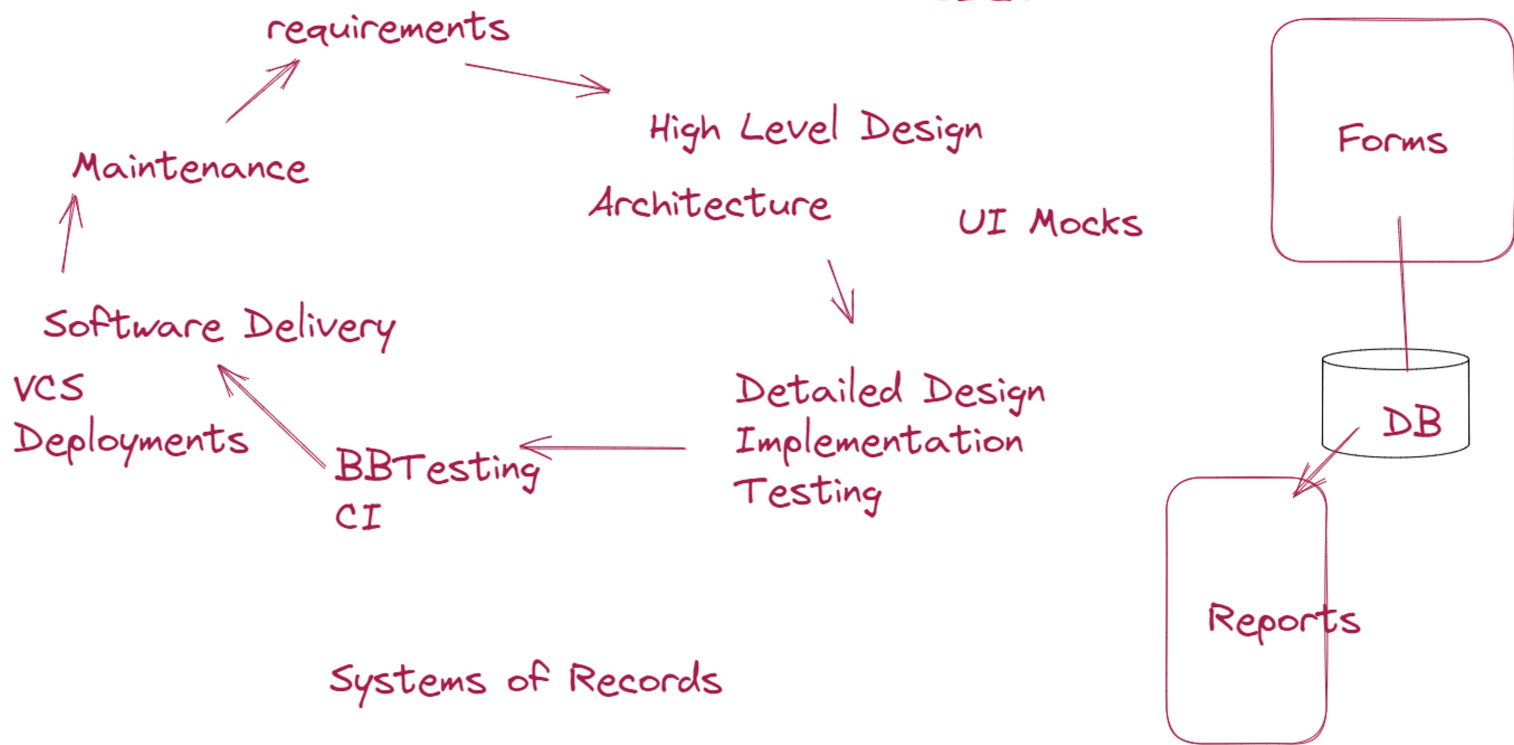 requirements
High Level Design
Forms
Maintenance
Architecture
UI Mocks
Software Delivery
VCS
Deployments
Detailed Design
Implementation
Testing
DB
BBTesting
CI
Reports
Systems of Records